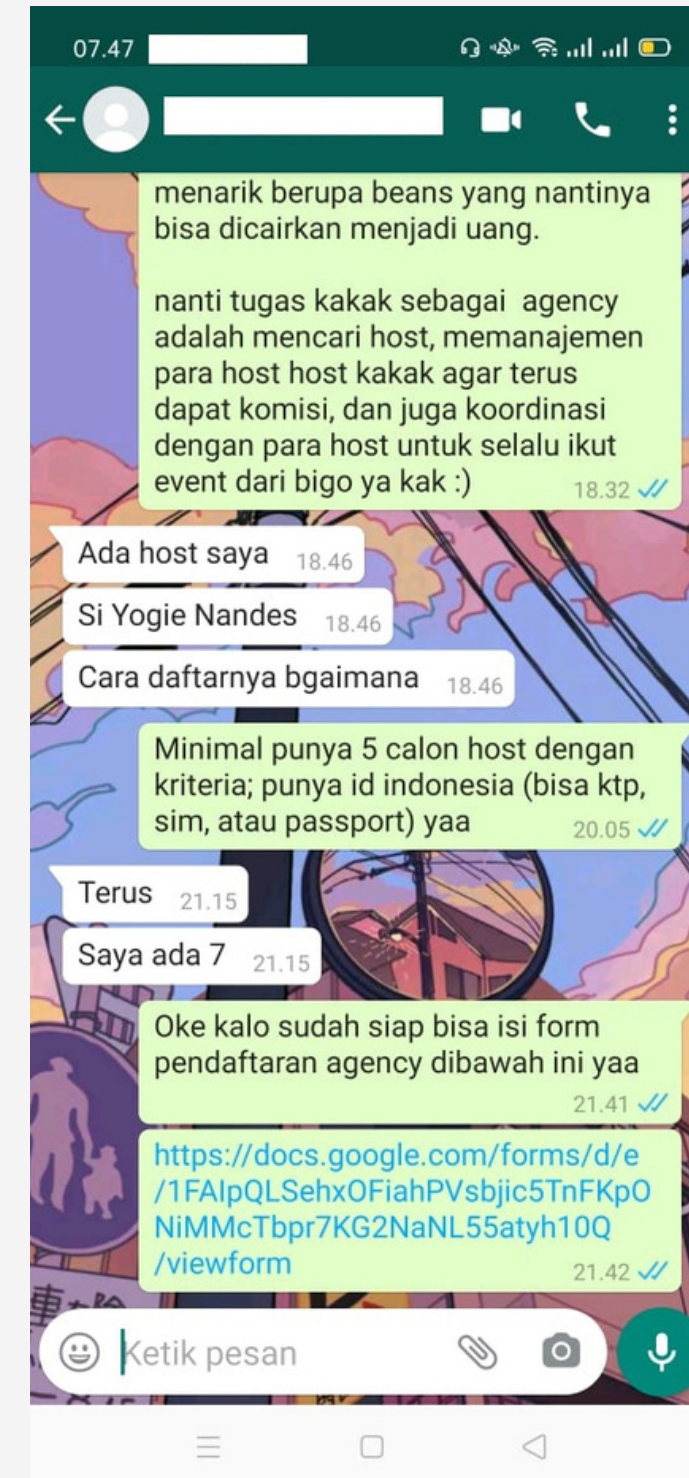 07.47
menarik berupa beans yang nantinya
bisa dicairkan menjadi uang.
nanti tugas kakak sebagai agency
adalah mencari host, memanajemen
para host host kakak agar terus
dapat komisi, dan juga koordinasi
dengan para host untuk selalu ikut
event dari bigo ya kak :)
18.32
Ada host saya 18.46
Si Yogie Nandes 18.46
Cara daftarnya bgaimana 18.46
Minimal punya 5 calon host dengan
kriteria; punya id indonesia (bisa ktp,
sim, atau passport) yaa 20.05
Terus 21.15
Saya ada 7 21.15
Oke kalo sudah siap bisa isi form
pendaftaran agency dibawah ini yaa
21.41
https://docs.google.com/forms/d/e
/1FAIpQLSehxOFiahPVsbjic5TnFKpO
NiMMcTbpr7KG2NaNL55atyh10Q
/viewform 21.42
Ketik pesan